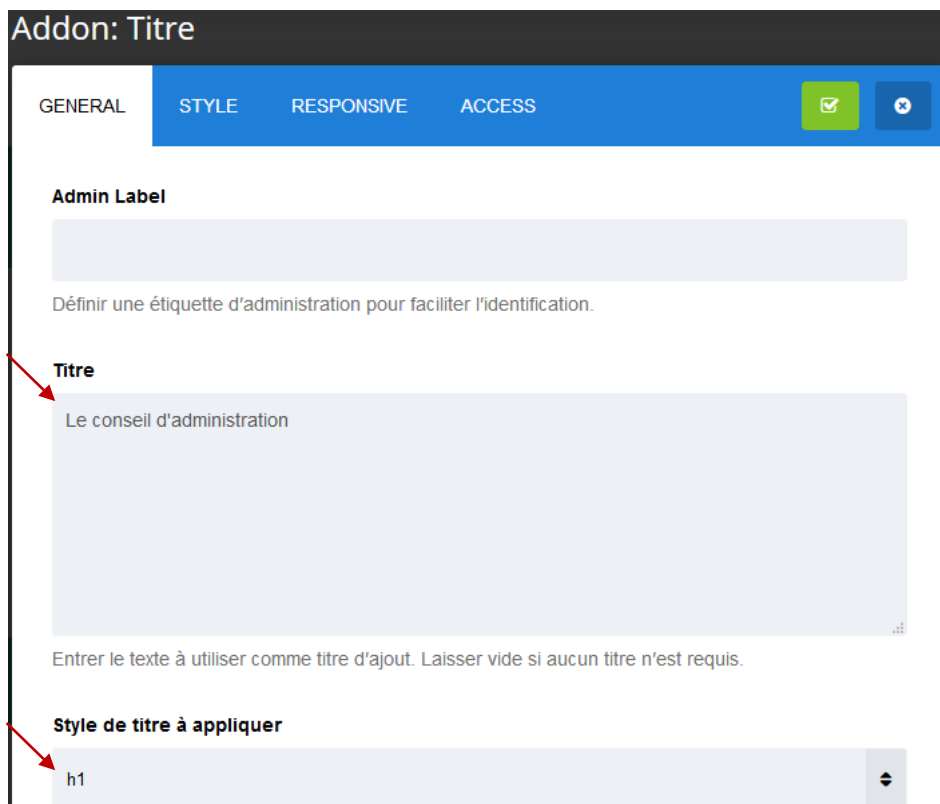 Addon: Titre
GENERAL STYLE RESPONSIVE ACCESS
Admin Label
Définir une étiquette d'administration pour faciliter l'identification.
Titre
Le conseil d'administration
Entrer le texte à utiliser comme titre d'ajout. Laisser vide si aucun titre n'est requis.
Style de titre à appliquer
h1